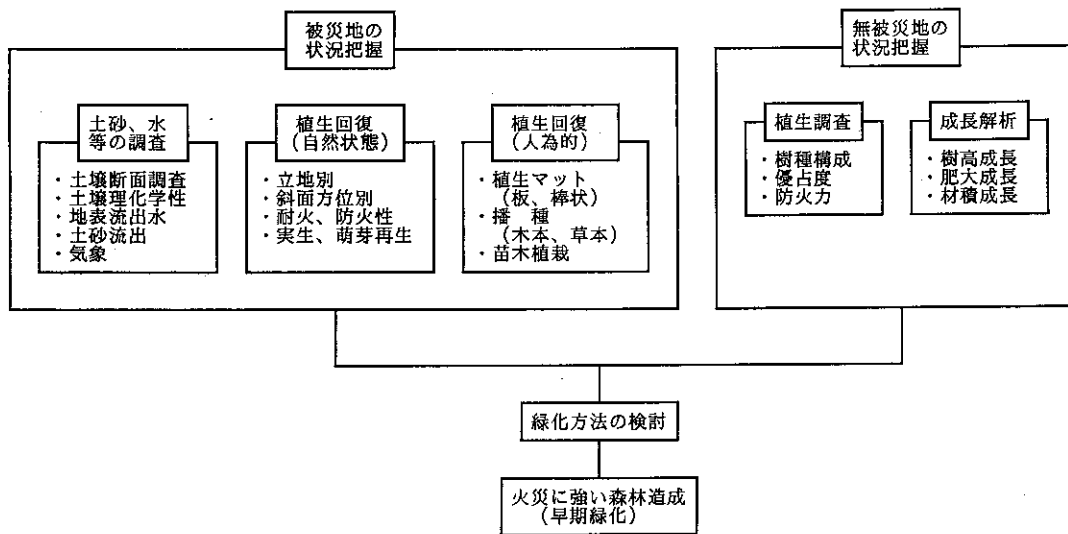 被災地の
状況把握
無被災地の
状況把握
土砂、水
等の調査
・土壌断面調査
・土壌理化学性
・地表流出水
・土砂流出
・気象
植生回復
(自然状態)
・立地別
・斜面方位別
・耐火、防火性
・実生、萌芽再生
植生回復
(人為的)
・植生マット
(板、棒状)
・播 種
(木本、草本)
・苗木植栽
植生調査
・樹種構成
・優占度
・防火力
成長解析
・樹高成長
・肥大成長
・材積成長
緑化方法の検討
火災に強い森林造成
(早期緑化)